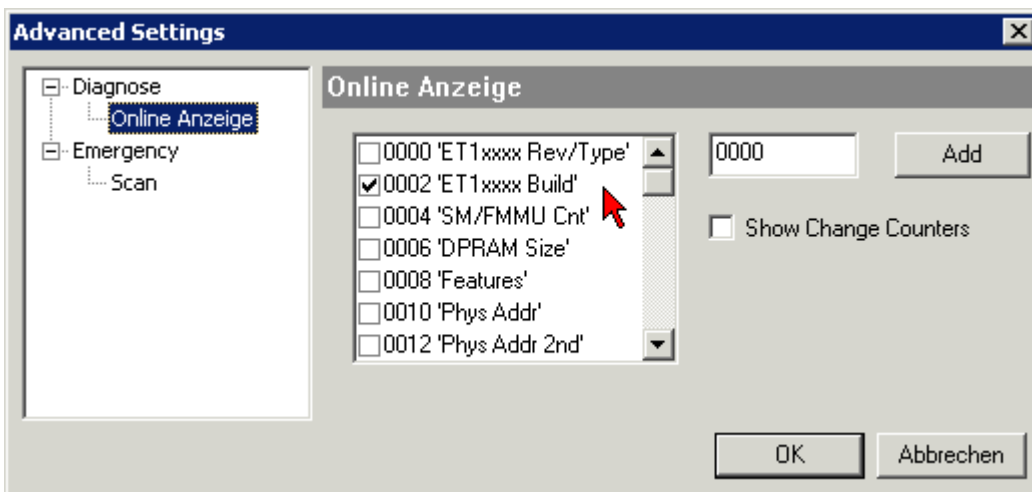 Advanced Settings
Diagnose
Online Anzeige
Emergency
Scan
Online Anzeige
0000 'ET1xxxx Rev/Type'
0002 'ET1xxxx Build'
0004 'SM/FMMU Cnt'
0006 'DPRAM Size'
0008 'Features'
0010 'Phys Addr'
0012 'Phys Addr 2nd'
0000
Add
Show Change Counters
OK
Abbrechen